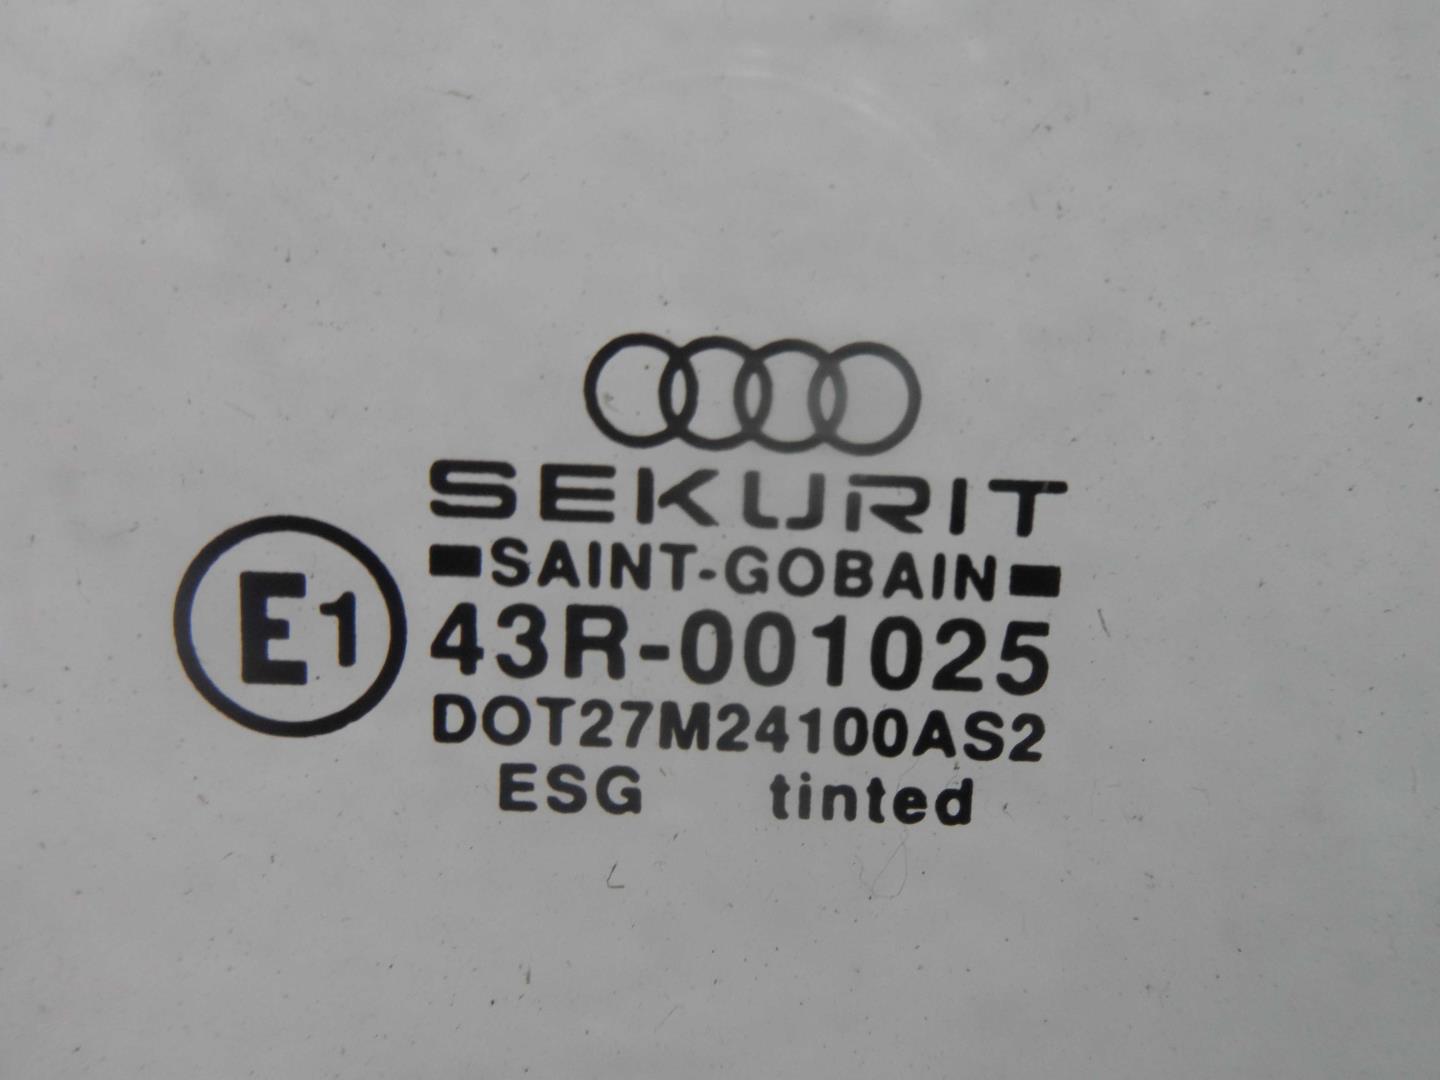 SEKURIT
SAINT-GOBAIN
E1
43R-001025
DOT27M24100AS2
ESG tinted